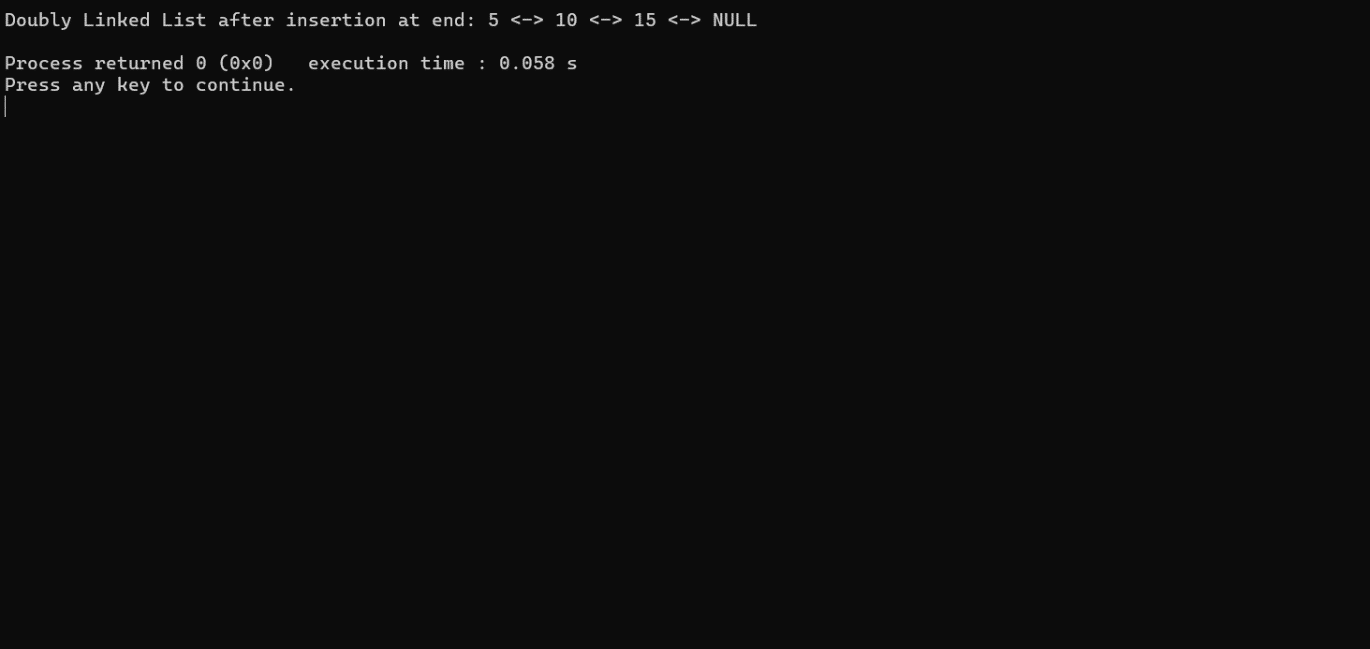 Doubly Linked List after insertion at end: 5 <-> 10 <-> 15 <-> NULL
Process returned 0 (0x0)   execution time : 0.058 s
Press any key to continue.